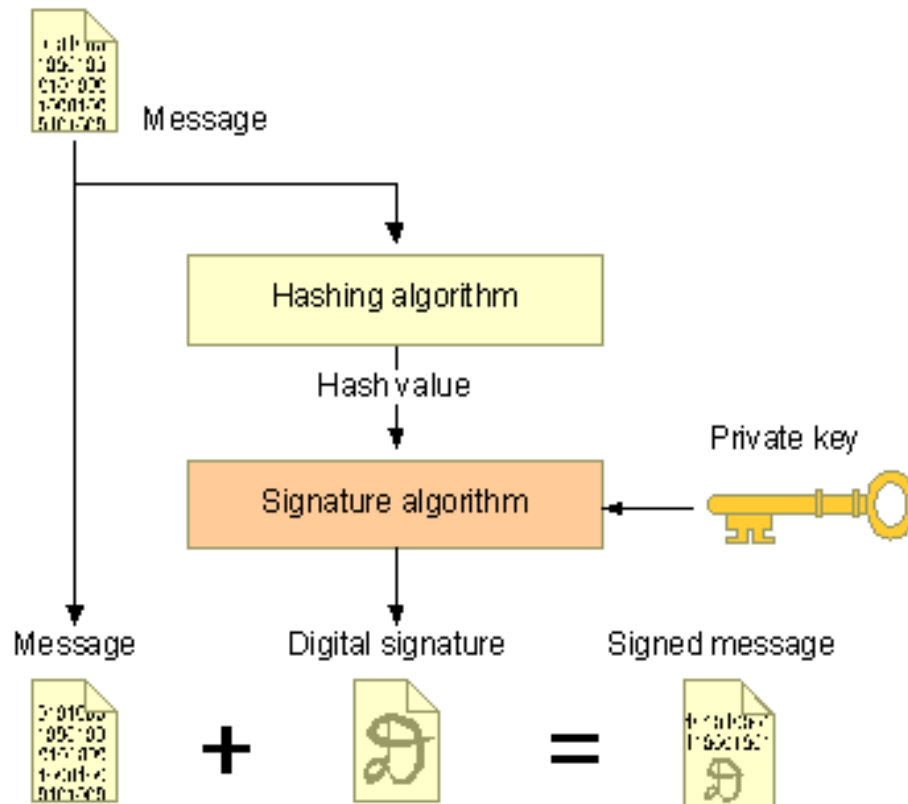 Message
Hashing algorithm
Hash value
Private key
Signature algorithm
Message
Digital signature
Signed message
+
=